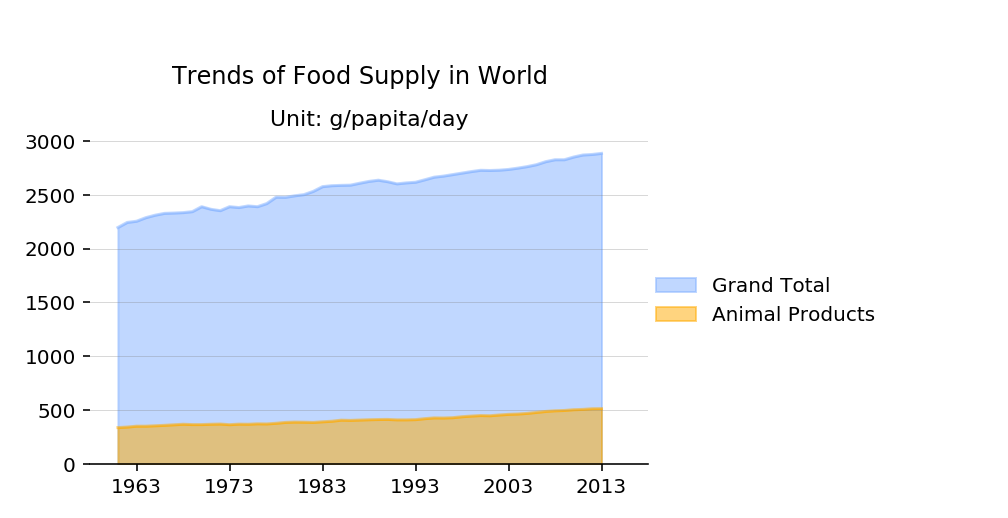 Trends of Food Supply in World
Unit: g/papita/day
3000
2500
2000
1500
1000
500
0
1963 1973 1983 1993 2003 2013
Grand Total
Animal Products